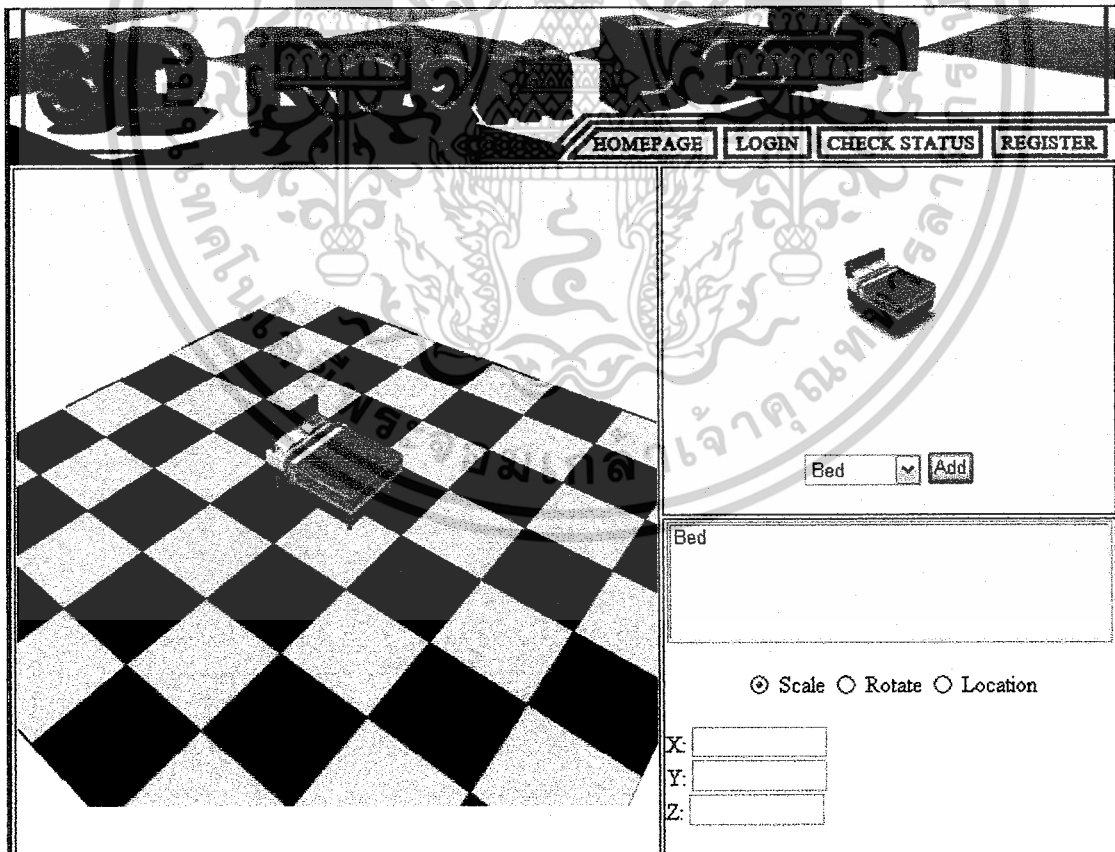 HOMEPAGE LOGIN CHECK STATUS REGISTER
Bed Add
Bed
Scale Rotate Location
X:
Y:
Z: